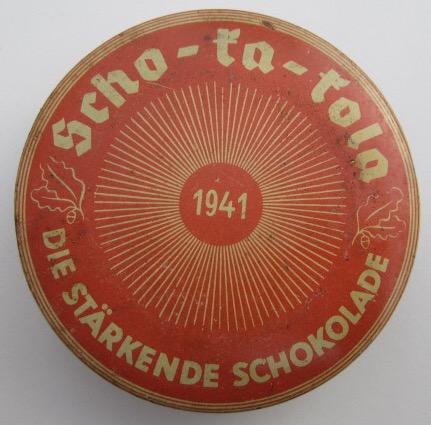 Scho-ka-kola
1941
DIE STÄRKENDE SCHOKOLADE